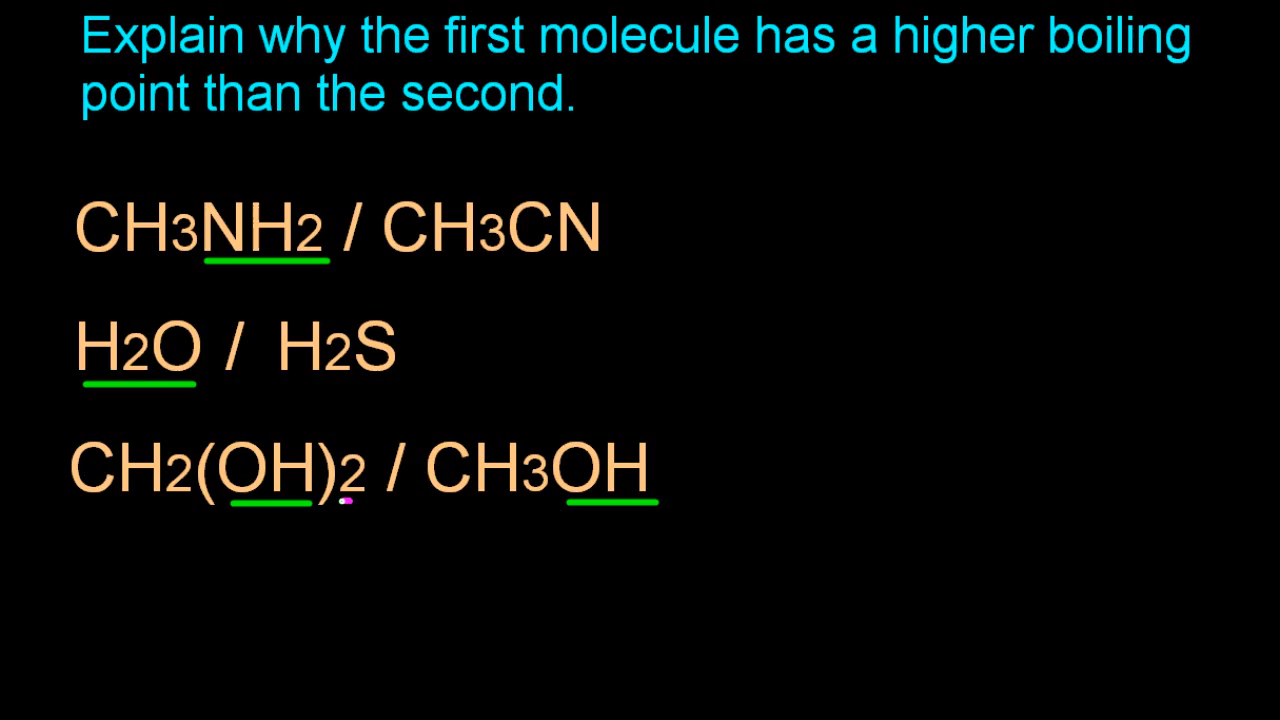 Explain why the first molecule has a higher boiling
point than the second.
CH3NH2 / CH3CN
H2O / H2S
CH2(OH)2 / CH3OH